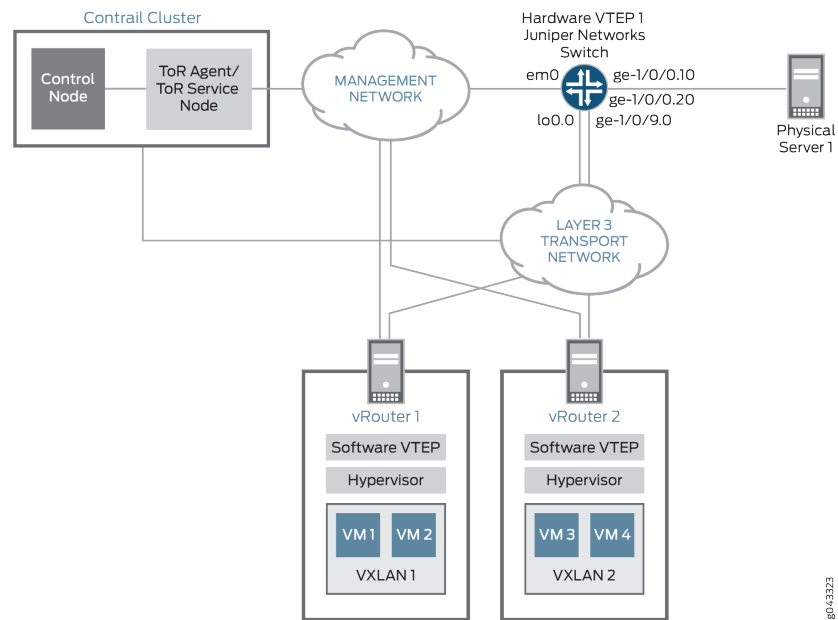 Contrail Cluster
Control
Node
ToR Agent/
ToR Service
Node
MANAGEMENT
NETWORK
Hardware VTEP 1
Juniper Networks
Switch
em0
ge-1/0/0.10
ge-1/0/0.20
lo0.0
ge-1/0/9.0
Physical
Server 1
LAYER 3
TRANSPORT
NETWORK
vRouter 1
Software VTEP
Hypervisor
VM 1
VM 2
VXLAN 1
vRouter 2
Software VTEP
Hypervisor
VM 3
VM 4
VXLAN 2
g043323